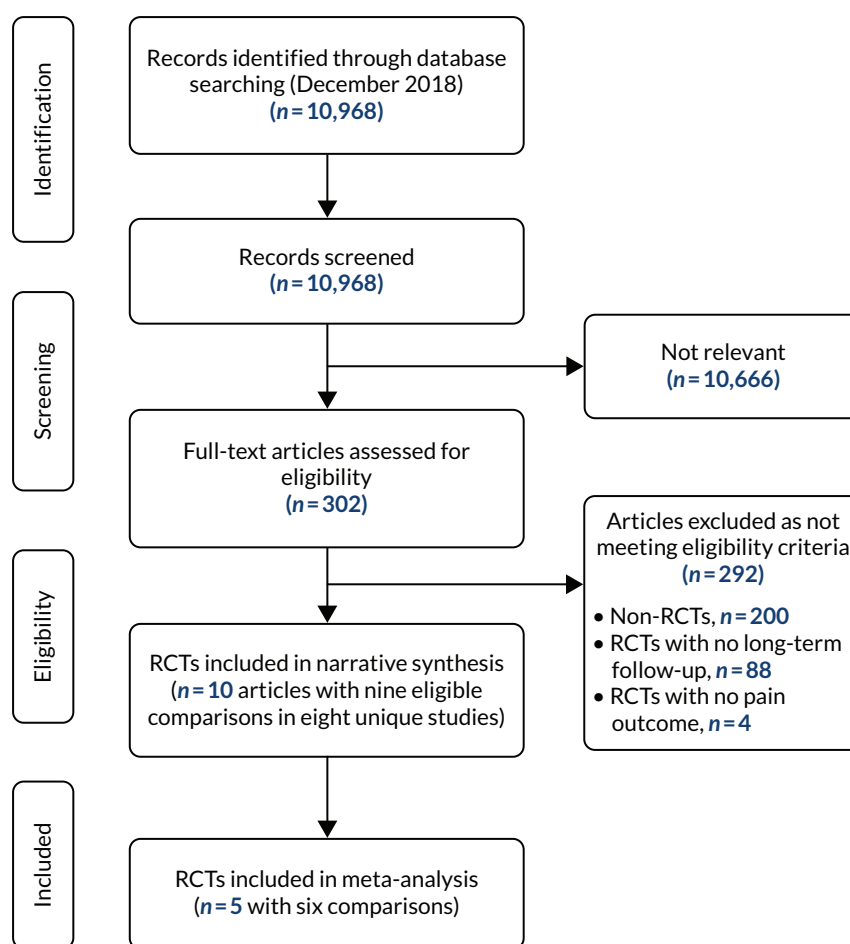 Identification
Records identified through database
searching (December 2018)
(n = 10,968)
Records screened
(n = 10,968)
Screening
Not relevant
(n = 10,666)
Full-text articles assessed for
eligibility
(n = 302)
Articles excluded as not
meeting eligibility criteria
(n = 292)
• Non-RCTs, n = 200
• RCTs with no long-term
follow-up, n = 88
• RCTs with no pain
outcome, n = 4
Eligibility
RCTs included in narrative synthesis
(n = 10 articles with nine eligible
comparisons in eight unique studies)
Included
RCTs included in meta-analysis
(n = 5 with six comparisons)